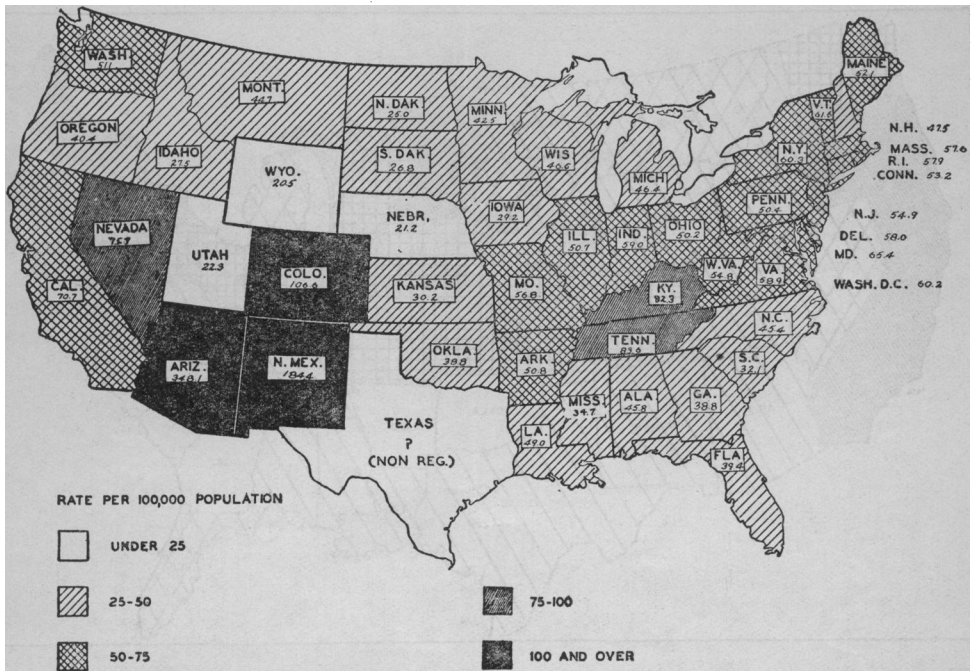 WASH.
51.1
MONT.
44.7
N. DAK
25.0
MINN.
42.5
MAINE
52.1
OREGON
40.4
IDAHO
27.5
S. DAK.
26.8
WIS
40.6
MICH
46.4
V.T.
N.Y.
60.3
N.H. 47.5
MASS. 57.6
R.I. 57.9
CONN. 53.2
WYO.
20.5
NEBR.
21.2
IOWA
29.2
PENN.
50.4
N.J. 54.9
DEL. 58.0
MD. 65.4
WASH. D.C. 60.2
NEVADA
75.7
UTAH
22.3
COLO.
106.6
KANSAS
30.2
ILL.
50.7
IND.
59.0
OHIO
50.2
W. VA.
54.8
VA.
58.9
CAL.
70.7
MO.
56.8
KY.
82.3
N.C.
45.4
ARIZ.
348.1
N. MEX.
184.4
OKLA.
38.8
ARK
50.8
TENN.
83.6
S.C.
32.1
TEXAS
?
(NON REG.)
LA.
49.0
MISS.
34.7
ALA
45.8
GA.
38.8
FLA
39.4
RATE PER 100,000 POPULATION
UNDER 25
25-50
50-75
75-100
100 AND OVER